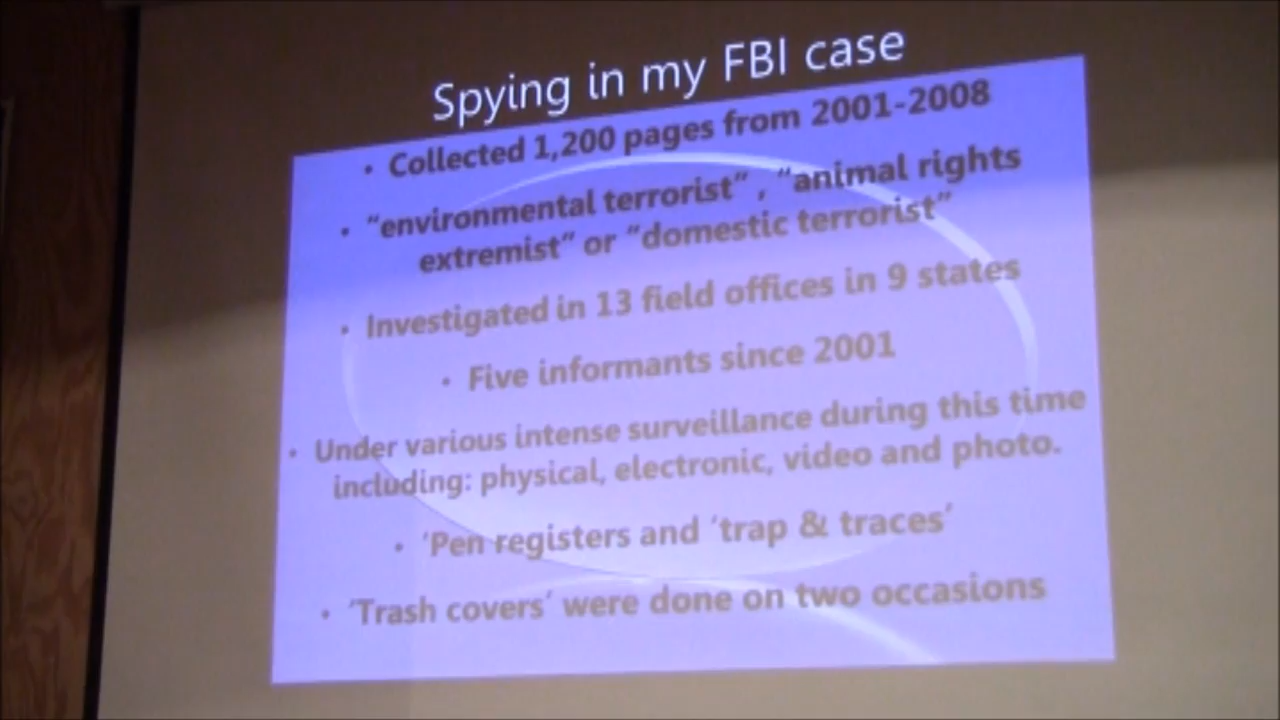 Spying in my FBI case
• Collected 1,200 pages from 2001-2008
• "environmental terrorist" , "animal rights
extremist" or "domestic terrorist"
• Investigated in 13 field offices in 9 states
• Five informants since 2001
• Under various intense surveillance during this time
including: physical, electronic, video and photo.
• 'Pen registers and 'trap & traces'
• 'Trash covers' were done on two occasions